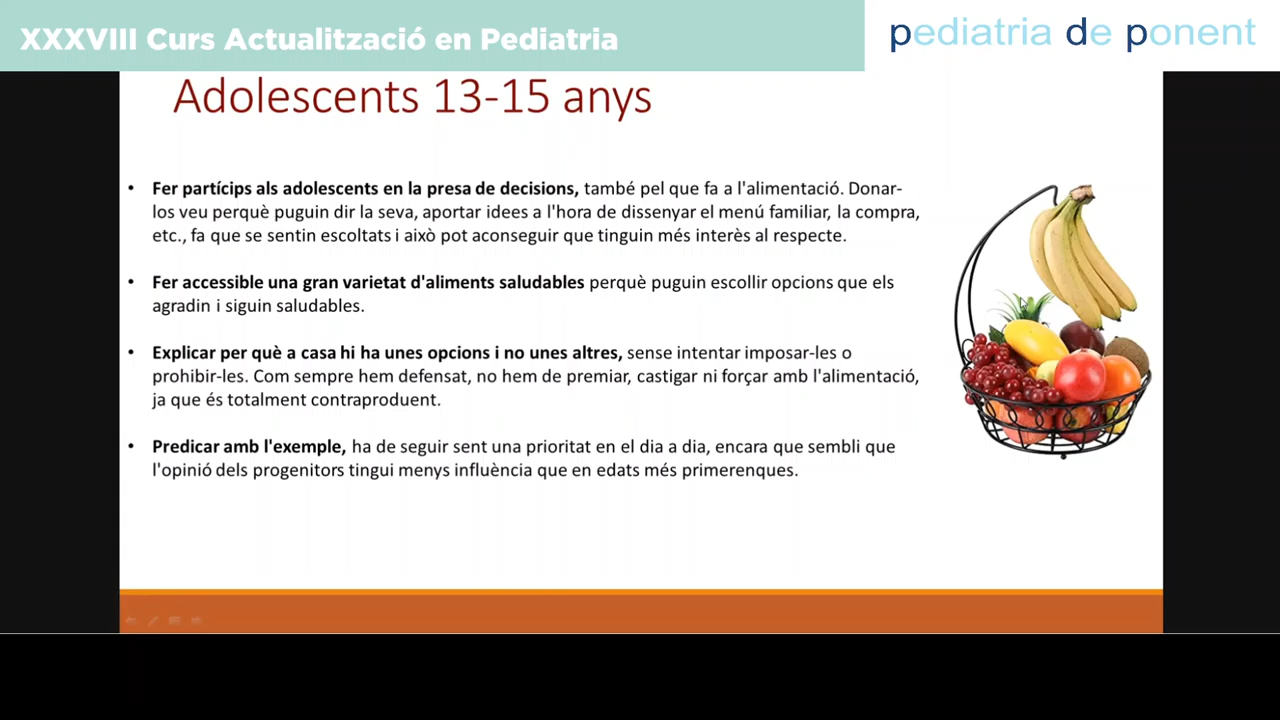 XXXVIII Curs Actualització en Pediatria
pediatria de ponent
Adolescents 13-15 anys
• Fer partícips als adolescents en la presa de decisions, també pel que fa a l'alimentació. Donar-
los veu perquè puguin dir la seva, aportar idees a l'hora de dissenyar el menú familiar, la compra,
etc., fa que se sentin escoltats i això pot aconseguir que tinguin més interès al respecte.
• Fer accessible una gran varietat d'aliments saludables perquè puguin escollir opcions que els
agradin i siguin saludables.
• Explicar per què a casa hi ha unes opcions i no unes altres, sense intentar imposar-les o
prohibir-les. Com sempre hem defensat, no hem de premiar, castigar ni forçar amb l'alimentació,
ja que és totalment contraproduent.
• Predicar amb l'exemple, ha de seguir sent una prioritat en el dia a dia, encara que sembli que
l'opinió dels progenitors tingui menys influència que en edats més primerenques.